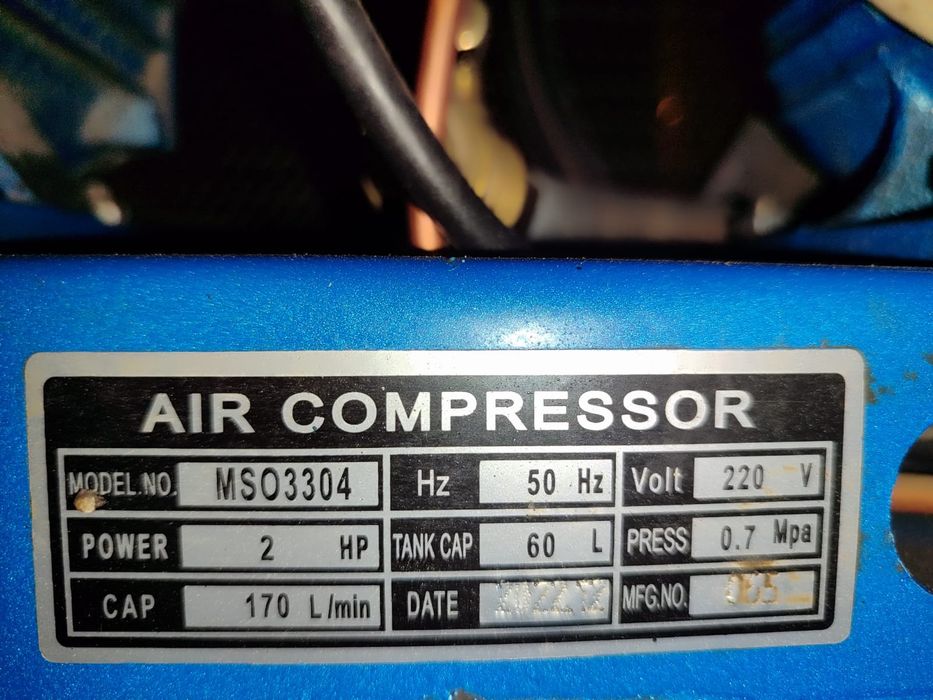 AIR COMPRESSOR
MODEL.NO. MSO3304 Hz 50 Hz Volt 220 V
POWER 2 HP TANK CAP 60 L PRESS 0.7 Mpa
CAP 170 L/min DATE MFG.NO.